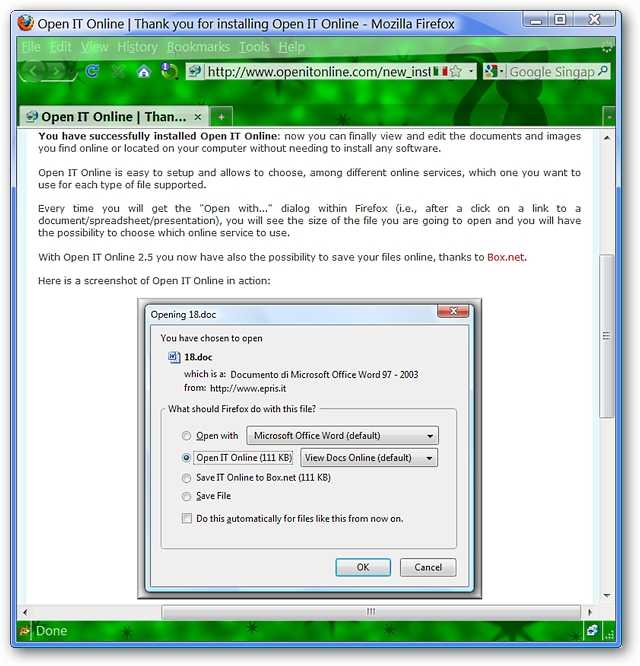 Open IT Online | Thank you for installing Open IT Online - Mozilla Firefox
File Edit View History Bookmarks Tools Help
http://www.openitonline.com/new_inst
Google Singap
Open IT Online | Than...
You have successfully installed Open IT Online: now you can finally view and edit the documents and images
you find online or located on your computer without needing to install any software.
Open IT Online is easy to setup and allows to choose, among different online services, which one you want to
use for each type of file supported.
Every time you will get the "Open with..." dialog within Firefox (i.e., after a click on a link to a
document/spreadsheet/presentation), you will see the size of the file you are going to open and you will have
the possibility to choose which online service to use.
With Open IT Online 2.5 you now have also the possibility to save your files online, thanks to Box.net.
Here is a screenshot of Open IT Online in action:
Opening 18.doc
You have chosen to open
18.doc
which is a: Documento di Microsoft Office Word 97 - 2003
from: http://www.epris.it
What should Firefox do with this file?
Open with Microsoft Office Word (default)
Open IT Online (111 KB) View Docs Online (default)
Save IT Online to Box.net (111 KB)
Save File
Do this automatically for files like this from now on.
OK Cancel
Done